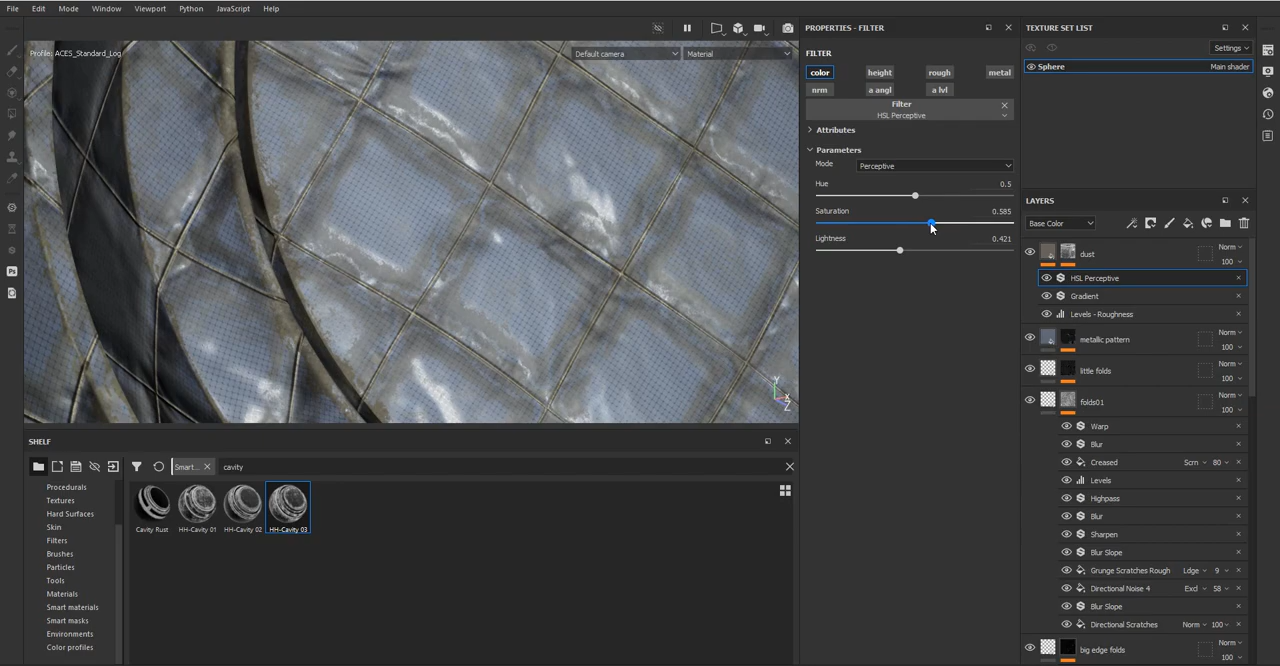 File Edit Mode Window Viewport Python JavaScript Help
Profile: ACES_Standard_Log
Default camera
Material
Y
X
Z
PROPERTIES - FILTER
FILTER
color height rough metal
nrm a angl a lvl
Filter
HSL Perceptive
Attributes
Parameters
Mode Perceptive
Hue 0.5
Saturation 0.585
Lightness 0.421
TEXTURE SET LIST
Settings
Sphere Main shader
LAYERS
Base Color
dust Norm
100
HSL Perceptive
Gradient
Levels - Roughness
metallic pattern Norm
100
little folds Norm
100
folds01 Norm
100
Warp
Blur
Creased Scrn 80
Levels
Highpass
Blur
Sharpen
Blur Slope
Grunge Scratches Rough Ldge 9
Directional Noise 4 Excl 58
Blur Slope
Directional Scratches Norm 100
big edge folds Norm
100
SHELF
Smart... cavity
Procedurals
Textures
Hard Surfaces
Skin
Filters
Brushes
Particles
Tools
Materials
Smart materials
Smart masks
Environments
Color profiles
Cavity Rust HH-Cavity 01 HH-Cavity 02 HH-Cavity 03
Ps